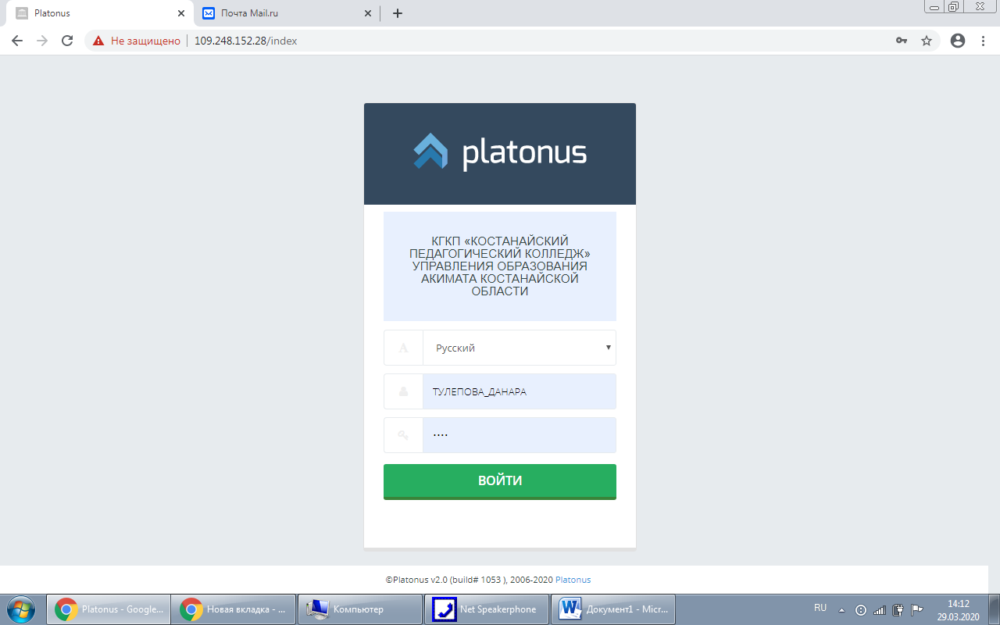 Platonus
Почта Mail.ru
Не защищено
109.248.152.28/index
platonus
КГКП «КОСТАНАЙСКИЙ
ПЕДАГОГИЧЕСКИЙ КОЛЛЕДЖ»
УПРАВЛЕНИЯ ОБРАЗОВАНИЯ
АКИМАТА КОСТАНАЙСКОЙ
ОБЛАСТИ
Русский
ТУЛЕПОВА_ДАНАРА
ВОЙТИ
©Platonus v2.0 (build# 1053 ), 2006-2020 Platonus
Platonus - Google...
Новая вкладка - ...
Компьютер
Net Speakerphone
Документ1 - Micr...
RU
14:12
29.03.2020